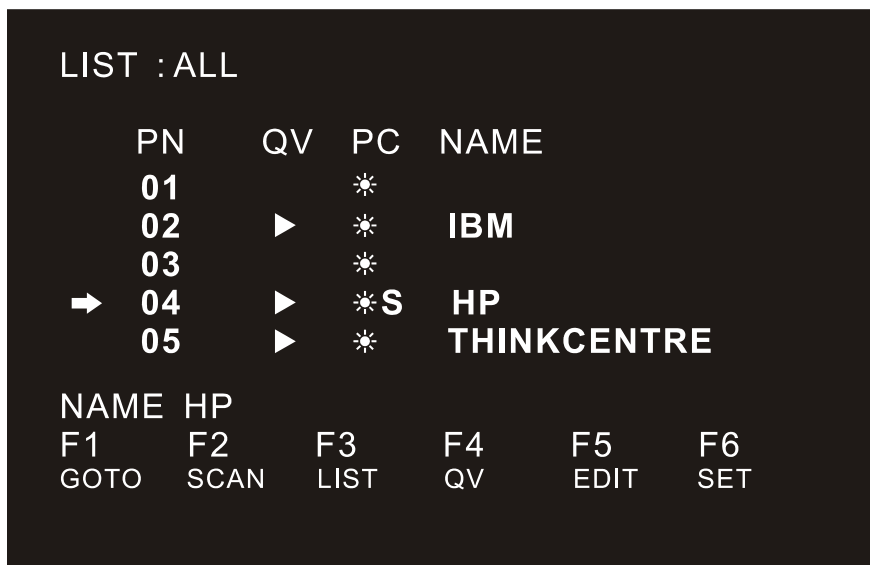 LIST : ALL
PN QV PC NAME
01 ☀
02 ▶ ☀ IBM
03 ☀
➡ 04 ▶ ☀S HP
05 ▶ ☀ THINKCENTRE
NAME HP
F1 F2 F3 F4 F5 F6
GOTO SCAN LIST QV EDIT SET